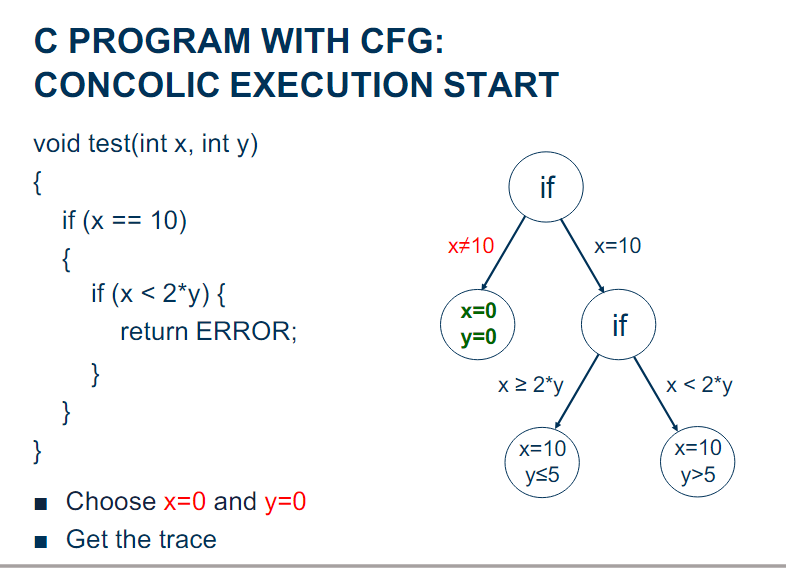 C PROGRAM WITH CFG:
CONCOLIC EXECUTION START
void test(int x, int y)
{
if (x == 10)
{
if (x < 2*y) {
return ERROR;
}
}
}
▪ Choose x=0 and y=0
▪ Get the trace
if
x≠10
x=10
x=0
y=0
if
x ≥ 2*y
x < 2*y
x=10
y≤5
x=10
y>5